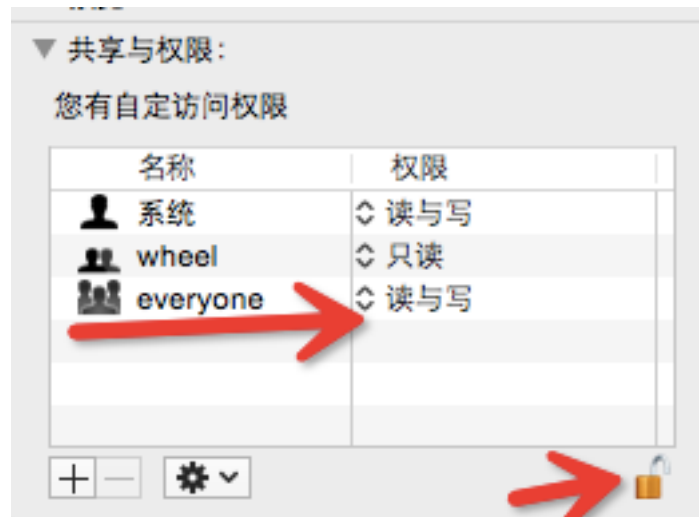 共享与权限：
您有自定访问权限
名称 权限
系统 读与写
wheel 只读
everyone 读与写